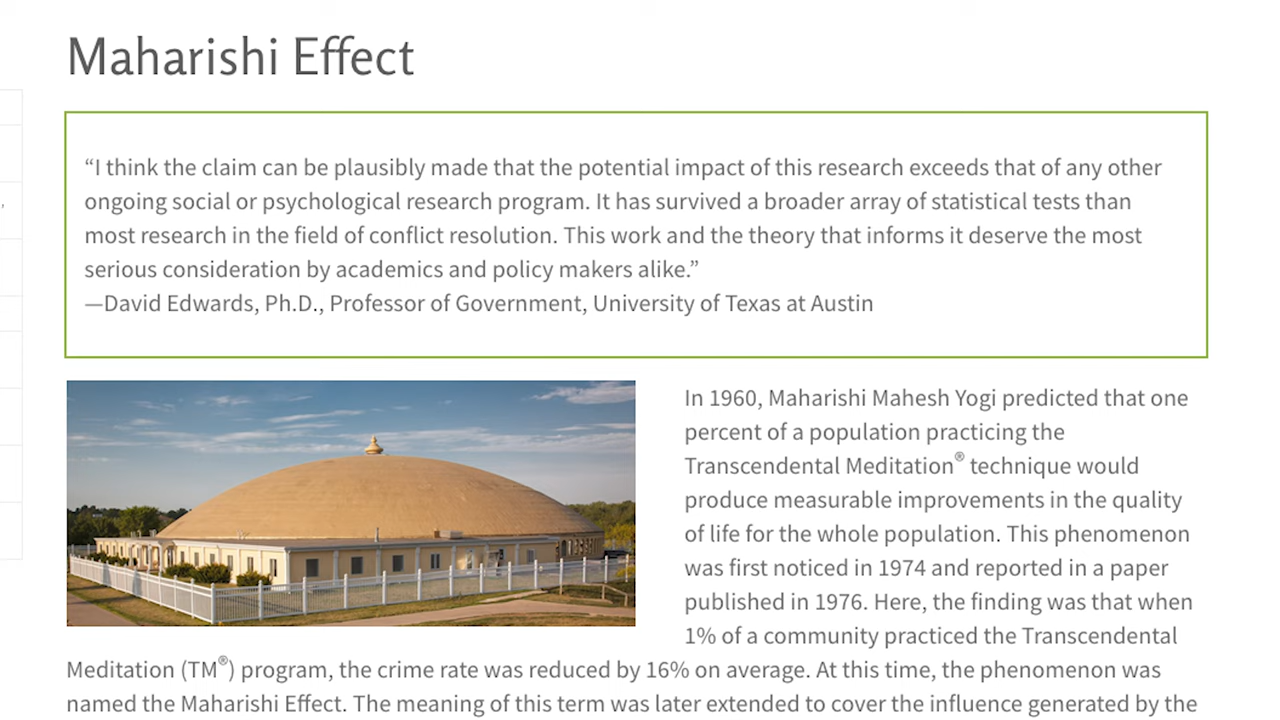 Maharishi Effect
“I think the claim can be plausibly made that the potential impact of this research exceeds that of any other
ongoing social or psychological research program. It has survived a broader array of statistical tests than
most research in the field of conflict resolution. This work and the theory that informs it deserve the most
serious consideration by academics and policy makers alike.”
—David Edwards, Ph.D., Professor of Government, University of Texas at Austin
In 1960, Maharishi Mahesh Yogi predicted that one
percent of a population practicing the
Transcendental Meditation® technique would
produce measurable improvements in the quality
of life for the whole population. This phenomenon
was first noticed in 1974 and reported in a paper
published in 1976. Here, the finding was that when
1% of a community practiced the Transcendental
Meditation (TM®) program, the crime rate was reduced by 16% on average. At this time, the phenomenon was
named the Maharishi Effect. The meaning of this term was later extended to cover the influence generated by the